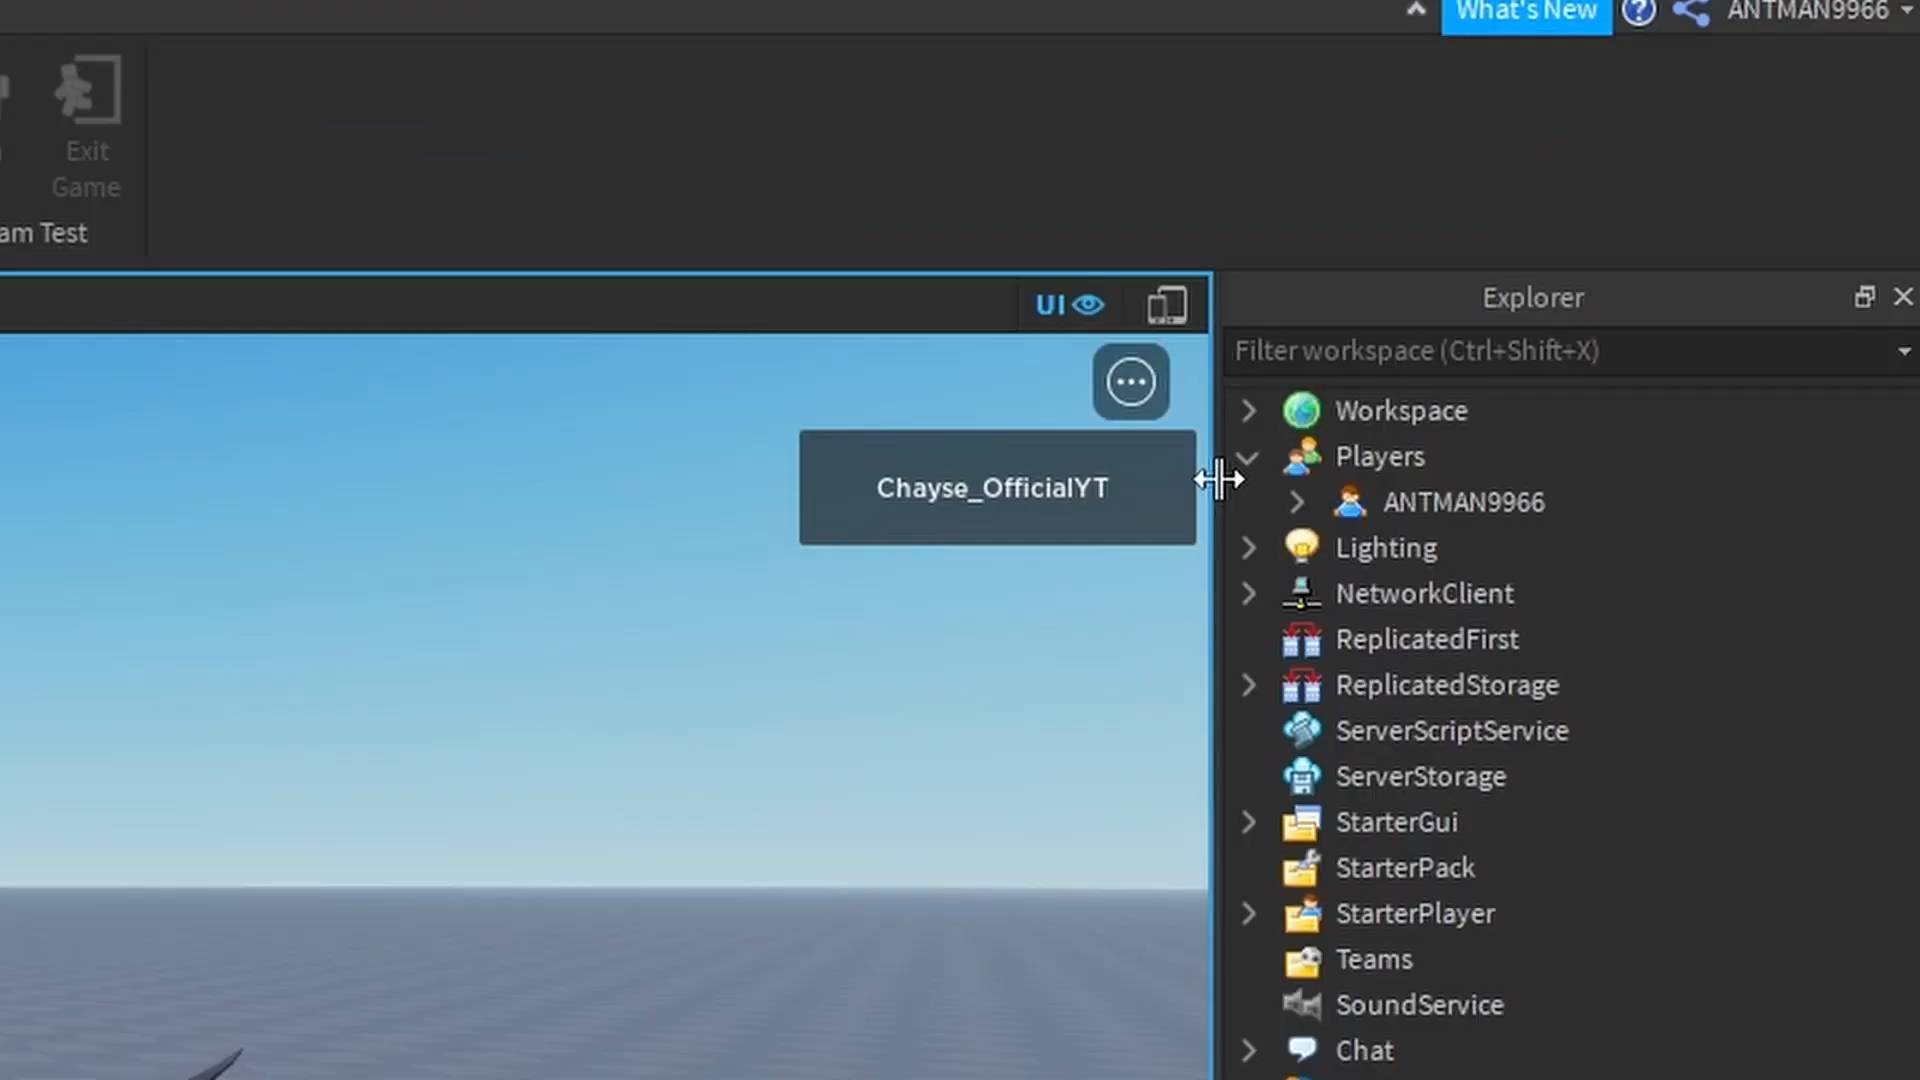 What's New
ANTMAN9966
Exit
Game
am Test
UI
Explorer
Filter workspace (Ctrl+Shift+X)
Chayse_OfficialYT
Workspace
Players
ANTMAN9966
Lighting
NetworkClient
ReplicatedFirst
ReplicatedStorage
ServerScriptService
ServerStorage
StarterGui
StarterPack
StarterPlayer
Teams
SoundService
Chat